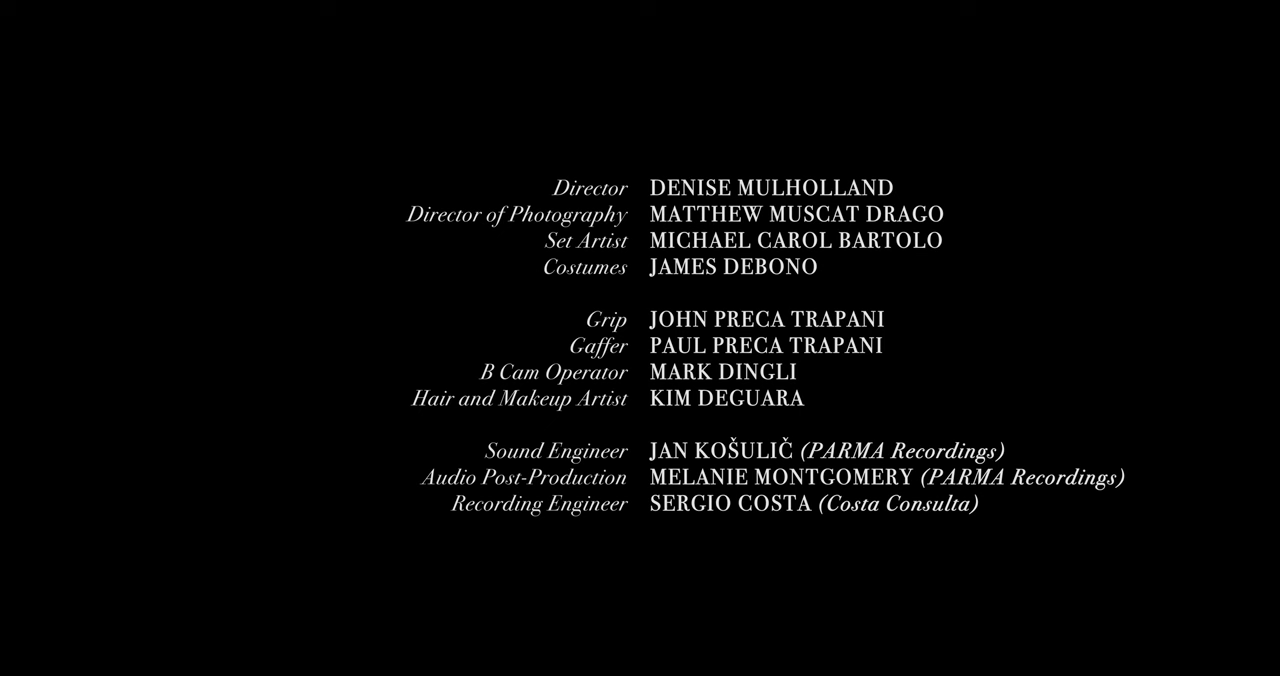 Director DENISE MULHOLLAND
Director of Photography MATTHEW MUSCAT DRAGO
Set Artist MICHAEL CAROL BARTOLO
Costumes JAMES DEBONO
Grip JOHN PRECA TRAPANI
Gaffer PAUL PRECA TRAPANI
B Cam Operator MARK DINGLI
Hair and Makeup Artist KIM DEGUARA
Sound Engineer JAN KOŠULIČ (PARMA Recordings)
Audio Post-Production MELANIE MONTGOMERY (PARMA Recordings)
Recording Engineer SERGIO COSTA (Costa Consulta)